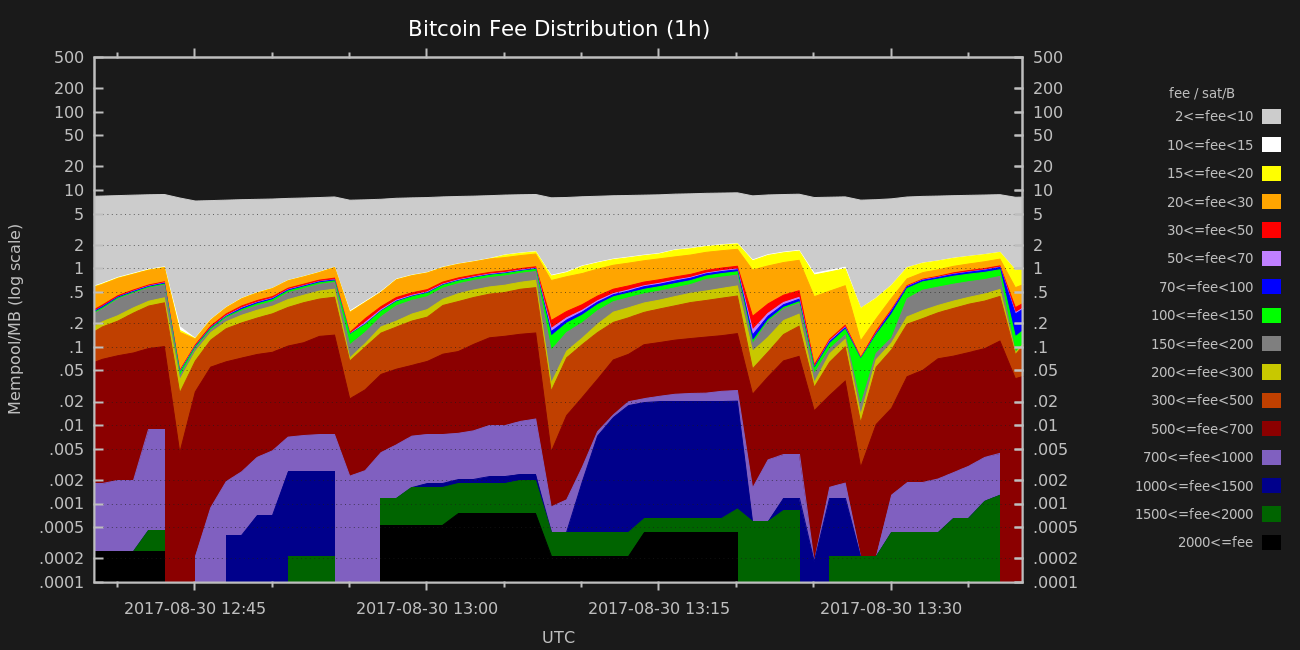 Bitcoin Fee Distribution (1h)
500 500
200 200
100 100
50 50
20 20
10 10
5 5
2 2
1 1
.5 .5
.2 .2
.1 .1
.05 .05
.02 .02
.01 .01
.005 .005
.002 .002
.001 .001
.0005 .0005
.0002 .0002
.0001 .0001
Mempool/MB (log scale)
2017-08-30 12:45 2017-08-30 13:00 2017-08-30 13:15 2017-08-30 13:30
UTC
fee / sat/B
2<=fee<10
10<=fee<15
15<=fee<20
20<=fee<30
30<=fee<50
50<=fee<70
70<=fee<100
100<=fee<150
150<=fee<200
200<=fee<300
300<=fee<500
500<=fee<700
700<=fee<1000
1000<=fee<1500
1500<=fee<2000
2000<=fee